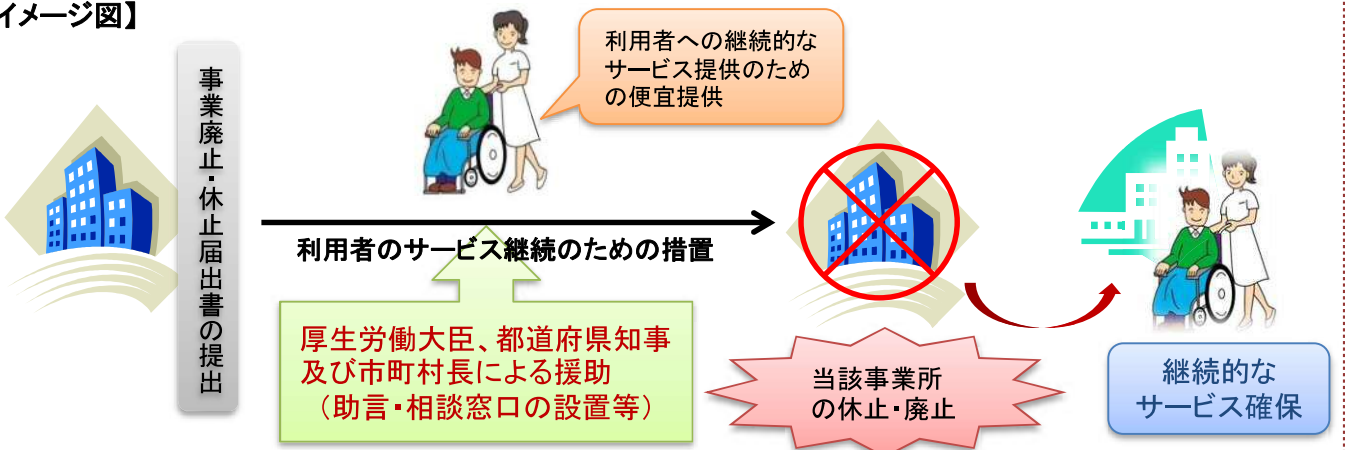 イメージ図】
事業廃止・休止届出書の提出
利用者への継続的な
サービス提供のため
の便宜提供
利用者のサービス継続のための措置
厚生労働大臣、都道府県知事
及び市町村長による援助
（助言・相談窓口の設置等）
当該事業所
の休止・廃止
継続的な
サービス確保